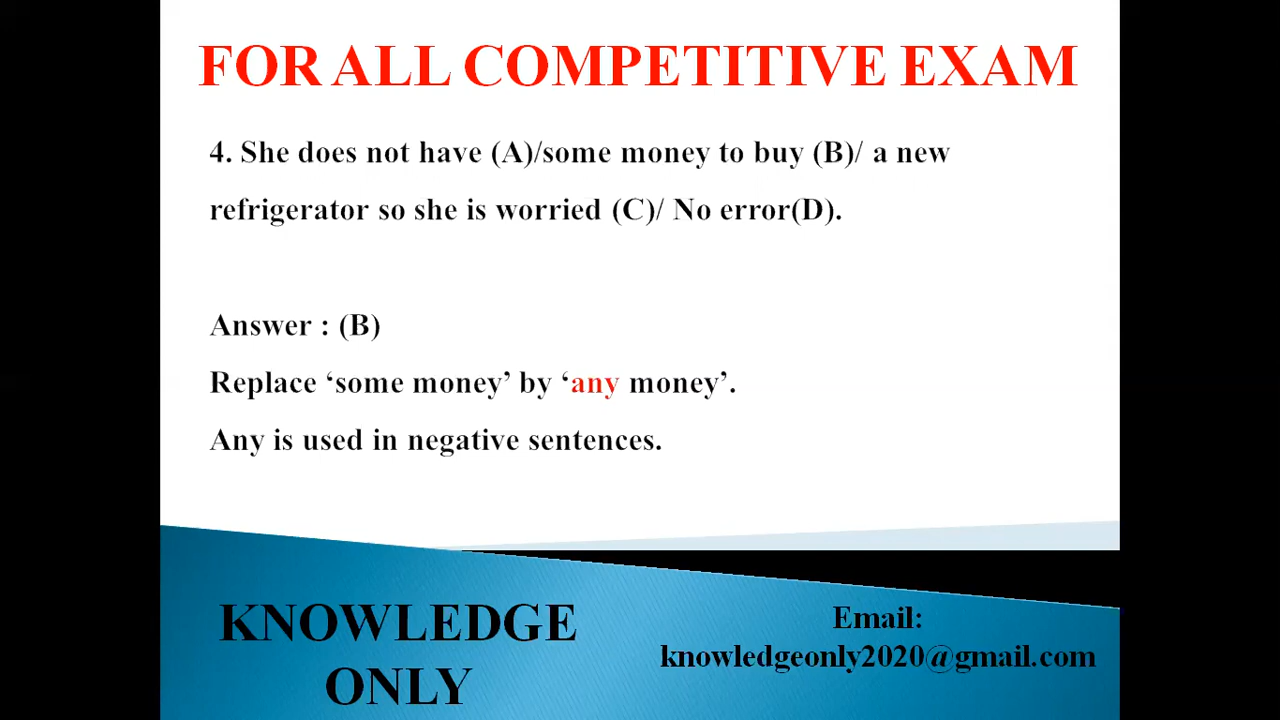 FOR ALL COMPETITIVE EXAM
4. She does not have (A)/some money to buy (B)/ a new
refrigerator so she is worried (C)/ No error(D).
Answer : (B)
Replace ‘some money’ by ‘any money’.
Any is used in negative sentences.
KNOWLEDGE
ONLY
Email:
knowledgeonly2020@gmail.com